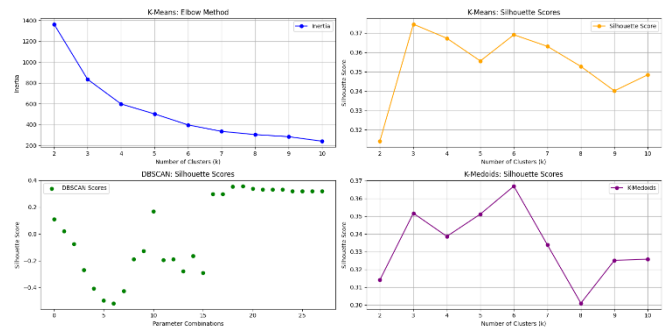 K-Means: Elbow Method
Inertia
1400
1200
1000
800
600
400
200
Inertia
2 3 4 5 6 7 8 9 10
Number of Clusters (k)
K-Means: Silhouette Scores
Silhouette Score
0.37
0.36
0.35
0.34
0.33
0.32
Silhouette Score
2 3 4 5 6 7 8 9 10
Number of Clusters (k)
DBSCAN: Silhouette Scores
DBSCAN Scores
0.4
0.2
0.0
−0.2
−0.4
Silhouette Score
0 5 10 15 20 25
Parameter Combinations
K-Medoids: Silhouette Scores
K-Medoids
0.37
0.36
0.35
0.34
0.33
0.32
0.31
0.30
Silhouette Score
2 3 4 5 6 7 8 9 10
Number of Clusters (k)